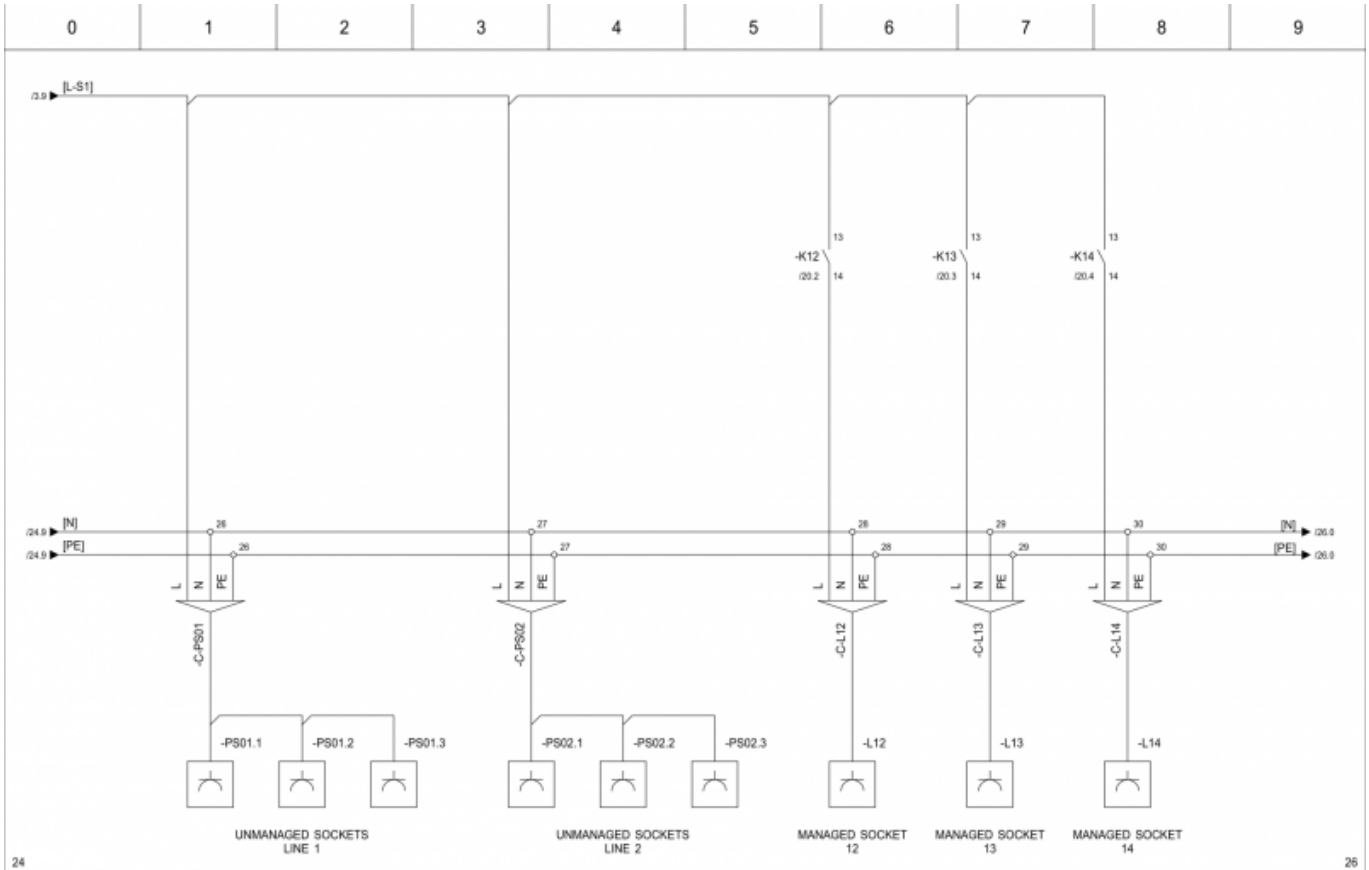 0 1 2 3 4 5 6 7 8 9
[L-S1]
/3.9
13 13 13
-K12 -K13 -K14
/20.2 14 /20.3 14 /20.4 14
[N] 26 27 28 29 30 [N]
/24.9 /26.0
[PE] 26 27 28 29 30 [PE]
/24.9 /26.0
L N PE L N PE L N PE L N PE L N PE
-C-PS01 -C-PS02 -C-L12 -C-L13 -C-L14
-PS01.1 -PS01.2 -PS01.3 -PS02.1 -PS02.2 -PS02.3 -L12 -L13 -L14
UNMANAGED SOCKETS UNMANAGED SOCKETS MANAGED SOCKET MANAGED SOCKET MANAGED SOCKET
LINE 1 LINE 2 12 13 14
24 26